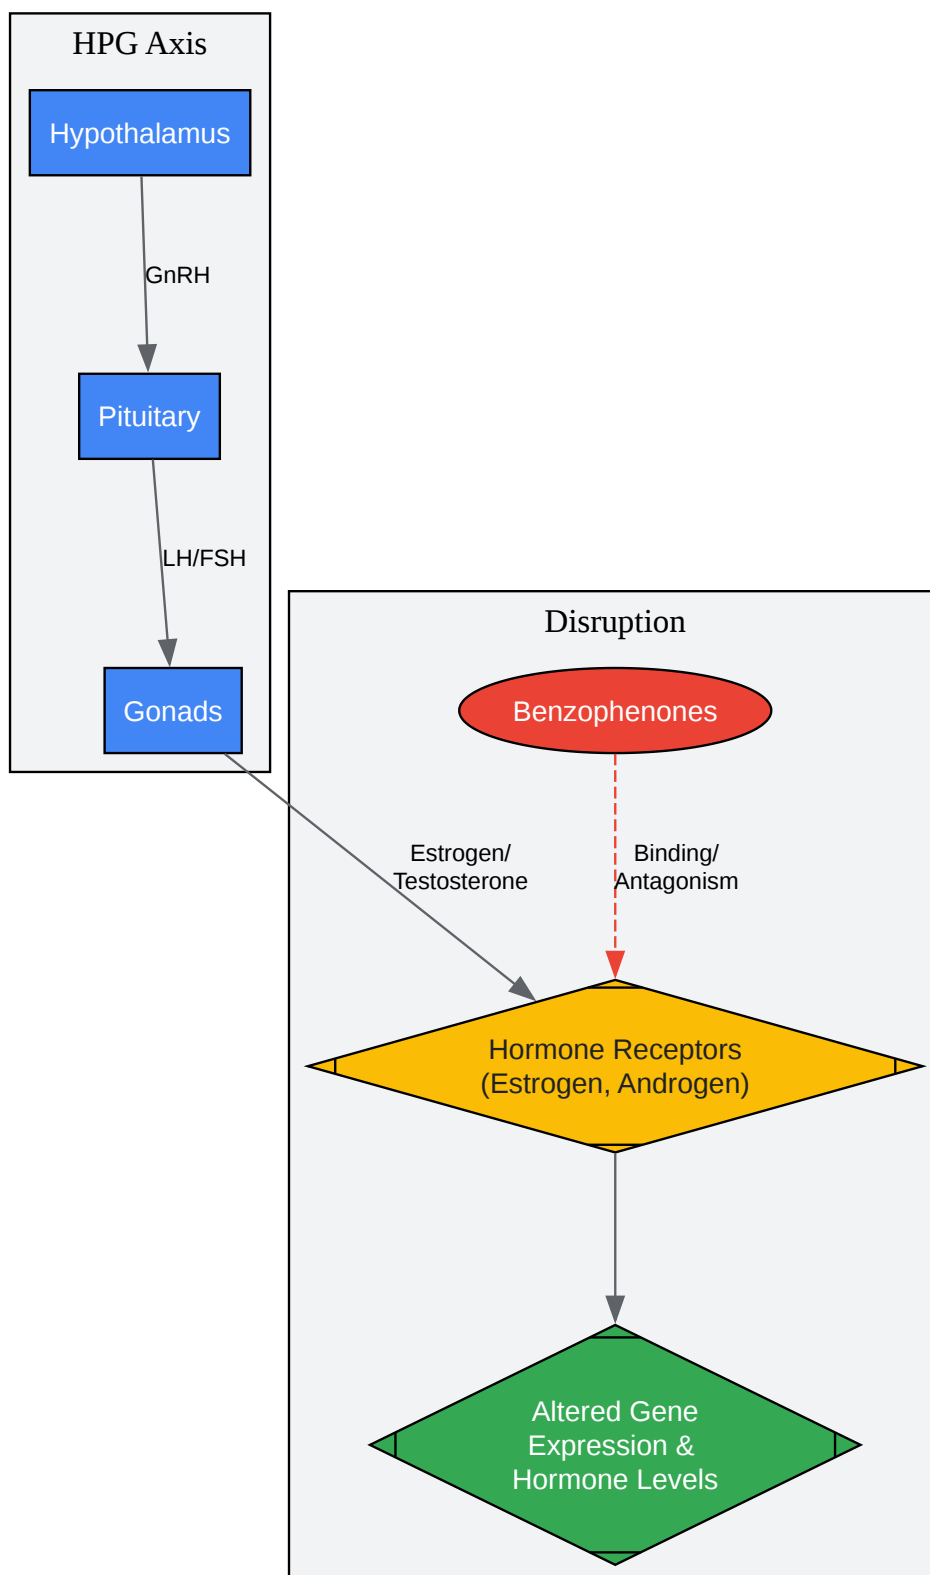 HPG Axis
Hypothalamus
GnRH
Pituitary
LH/FSH
Gonads
Disruption
Benzophenones
Estrogen/
Testosterone
Binding/
Antagonism
Hormone Receptors
(Estrogen, Androgen)
Altered Gene
Expression &
Hormone Levels